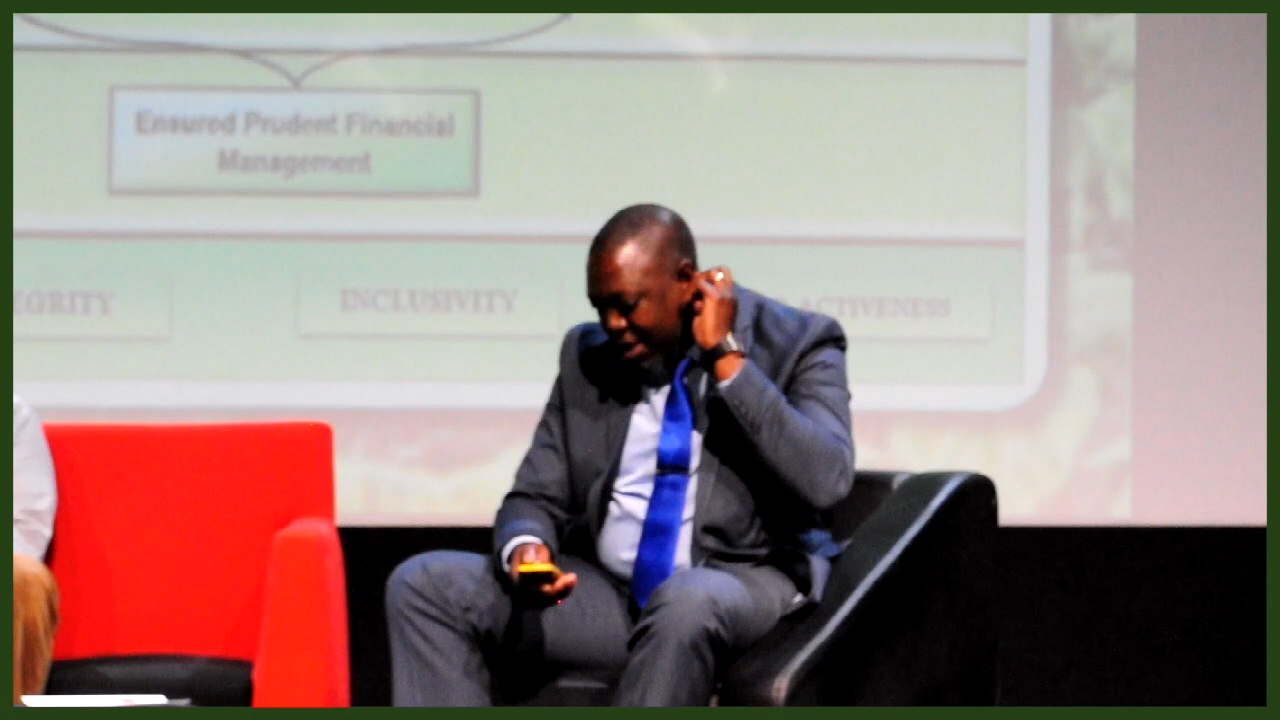 Ensured Prudent Financial
Management
EGRITY
INCLUSIVITY
ACTIVENESS